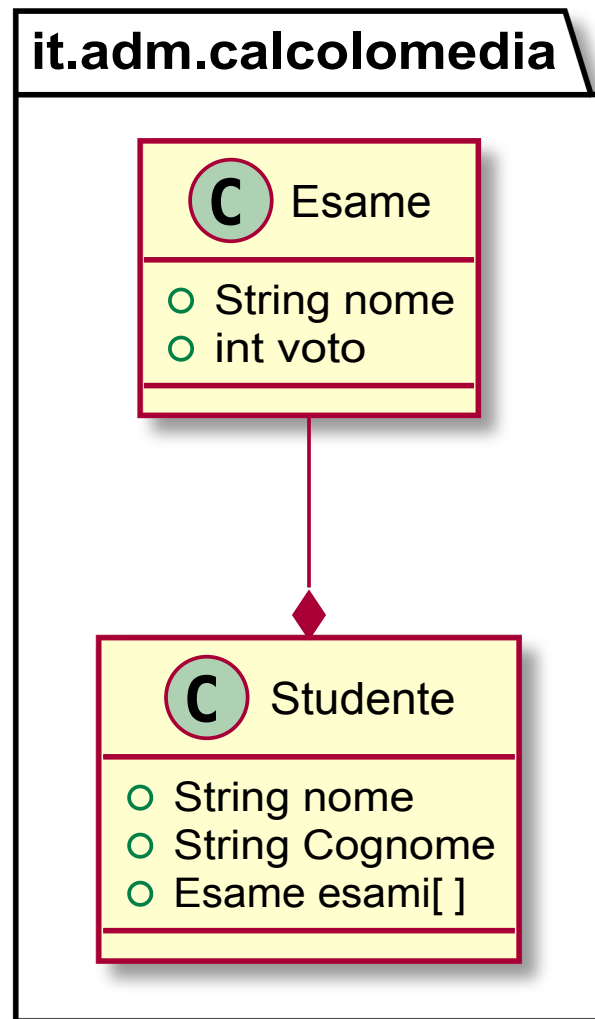 it.adm.calcolomedia
C Esame
String nome
int voto
C Studente
String nome
String Cognome
Esame esami[ ]